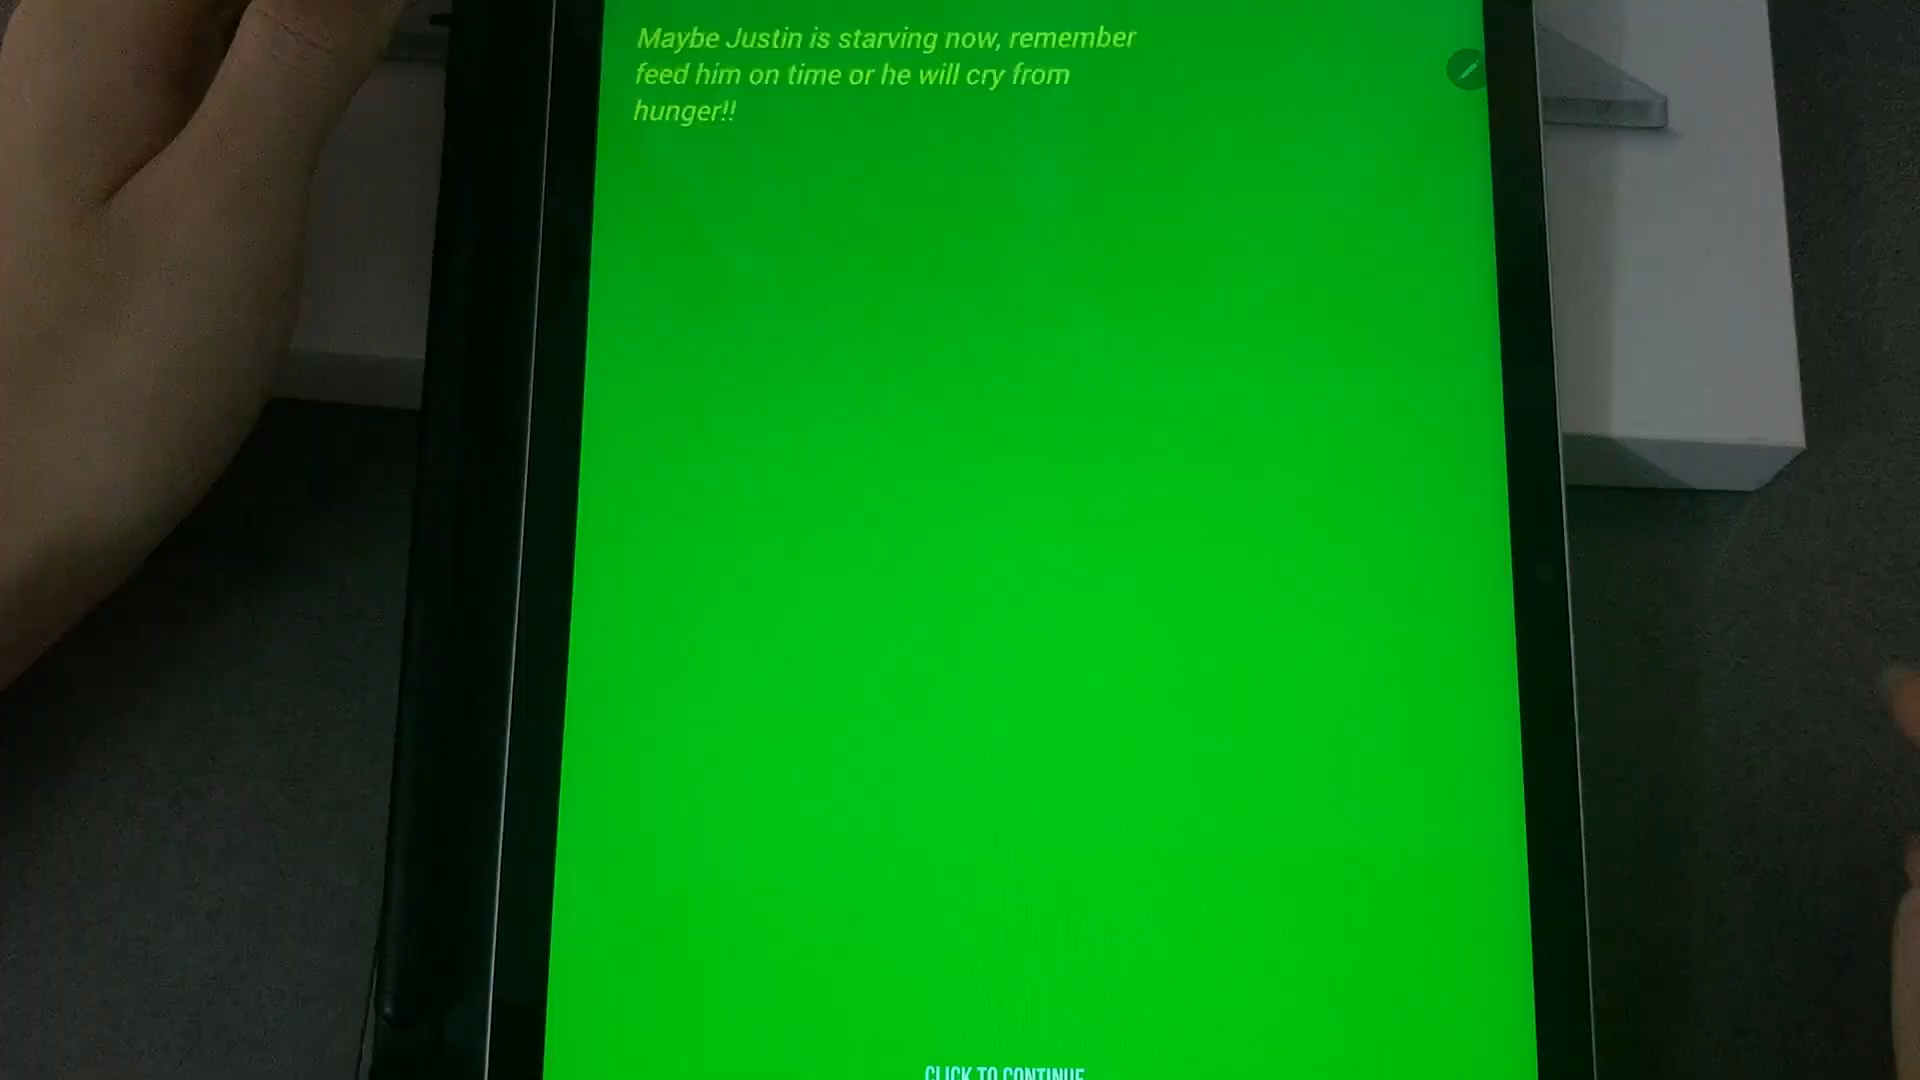 Maybe Justin is starving now, remember
feed him on time or he will cry from
hunger!!
CLICK TO CONTINUE